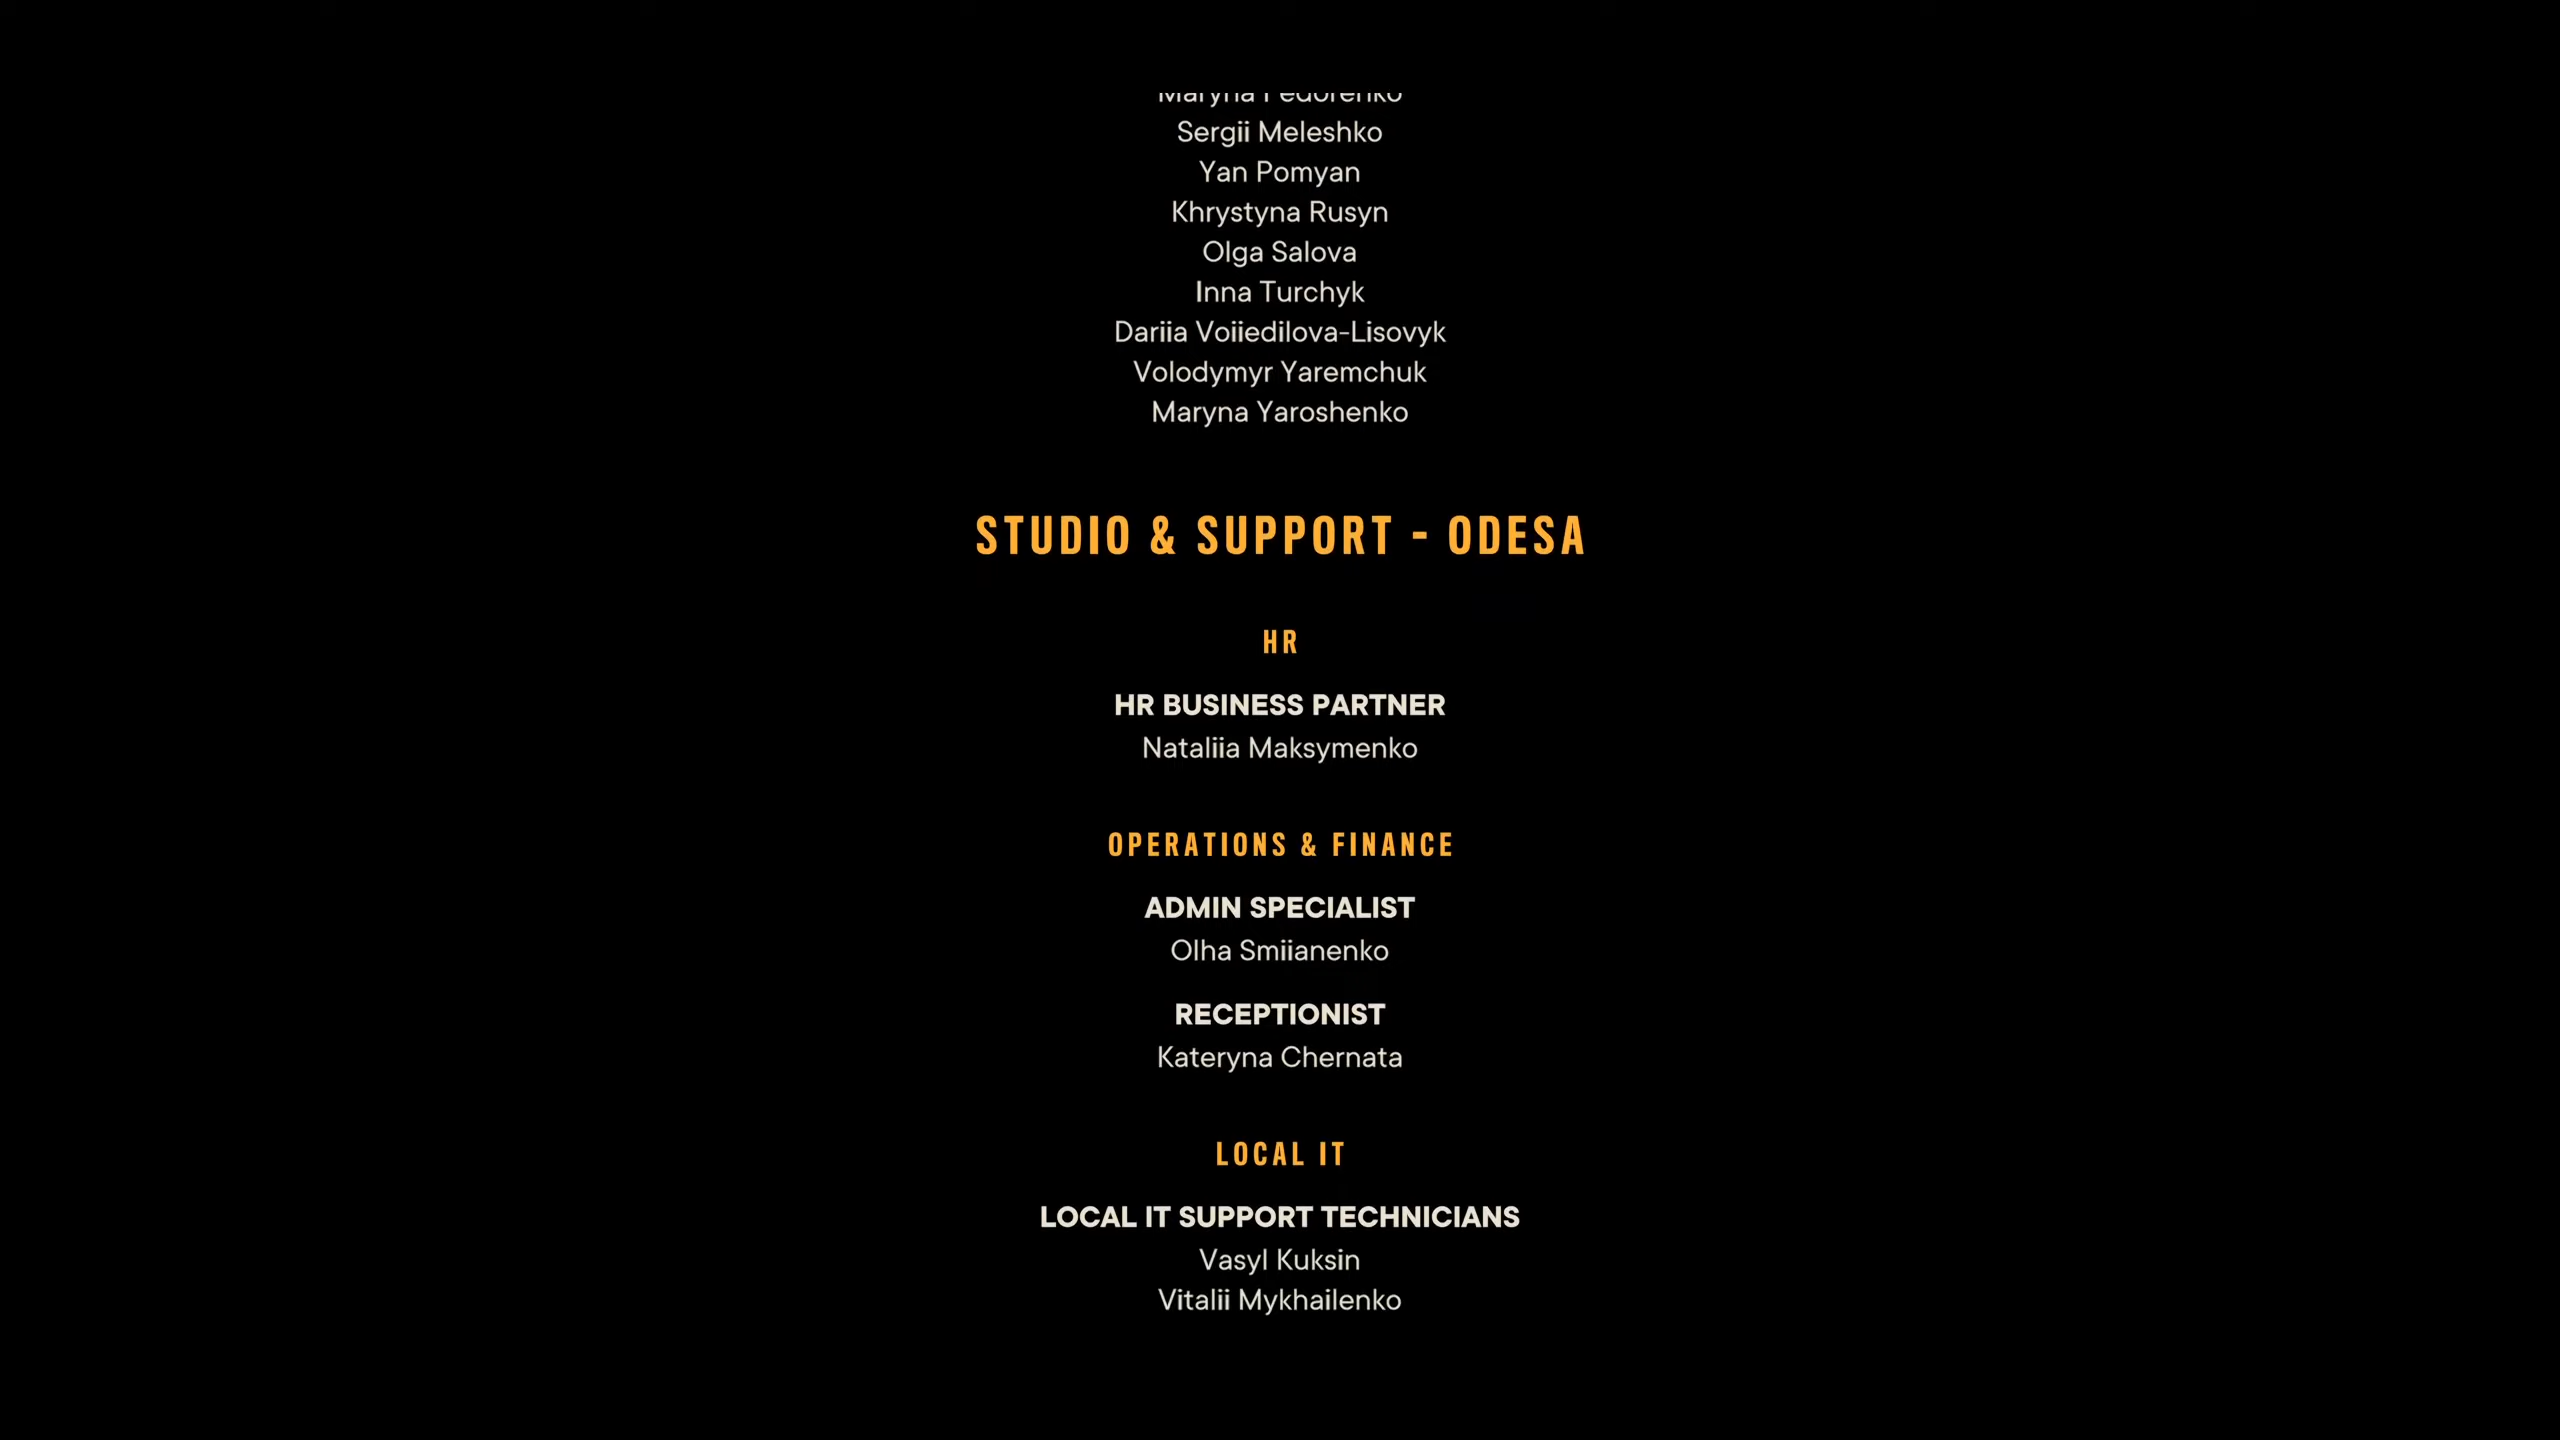 Maryna Fedorenko
Sergii Meleshko
Yan Pomyan
Khrystyna Rusyn
Olga Salova
Inna Turchyk
Dariia Voiiedilova-Lisovyk
Volodymyr Yaremchuk
Maryna Yaroshenko
STUDIO & SUPPORT - ODESA
HR
HR BUSINESS PARTNER
Nataliia Maksymenko
OPERATIONS & FINANCE
ADMIN SPECIALIST
Olha Smiianenko
RECEPTIONIST
Kateryna Chernata
LOCAL IT
LOCAL IT SUPPORT TECHNICIANS
Vasyl Kuksin
Vitalii Mykhailenko